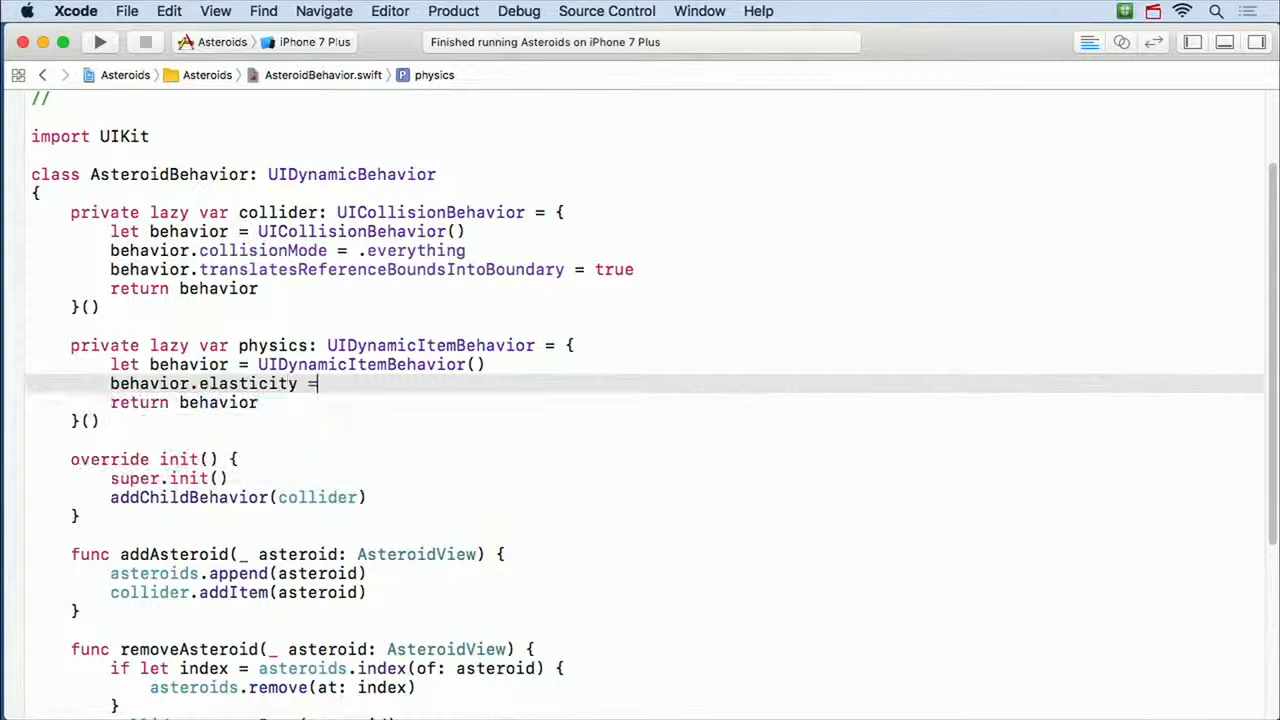 Xcode File Edit View Find Navigate Editor Product Debug Source Control Window Help
Asteroids iPhone 7 Plus Finished running Asteroids on iPhone 7 Plus
Asteroids Asteroids AsteroidBehavior.swift P physics
//
import UIKit
class AsteroidBehavior: UIDynamicBehavior
{
private lazy var collider: UICollisionBehavior = {
let behavior = UICollisionBehavior()
behavior.collisionMode = .everything
behavior.translatesReferenceBoundsIntoBoundary = true
return behavior
}()
private lazy var physics: UIDynamicItemBehavior = {
let behavior = UIDynamicItemBehavior()
behavior.elasticity =
return behavior
}()
override init() {
super.init()
addChildBehavior(collider)
}
func addAsteroid(_ asteroid: AsteroidView) {
asteroids.append(asteroid)
collider.addItem(asteroid)
}
func removeAsteroid(_ asteroid: AsteroidView) {
if let index = asteroids.index(of: asteroid) {
asteroids.remove(at: index)
}